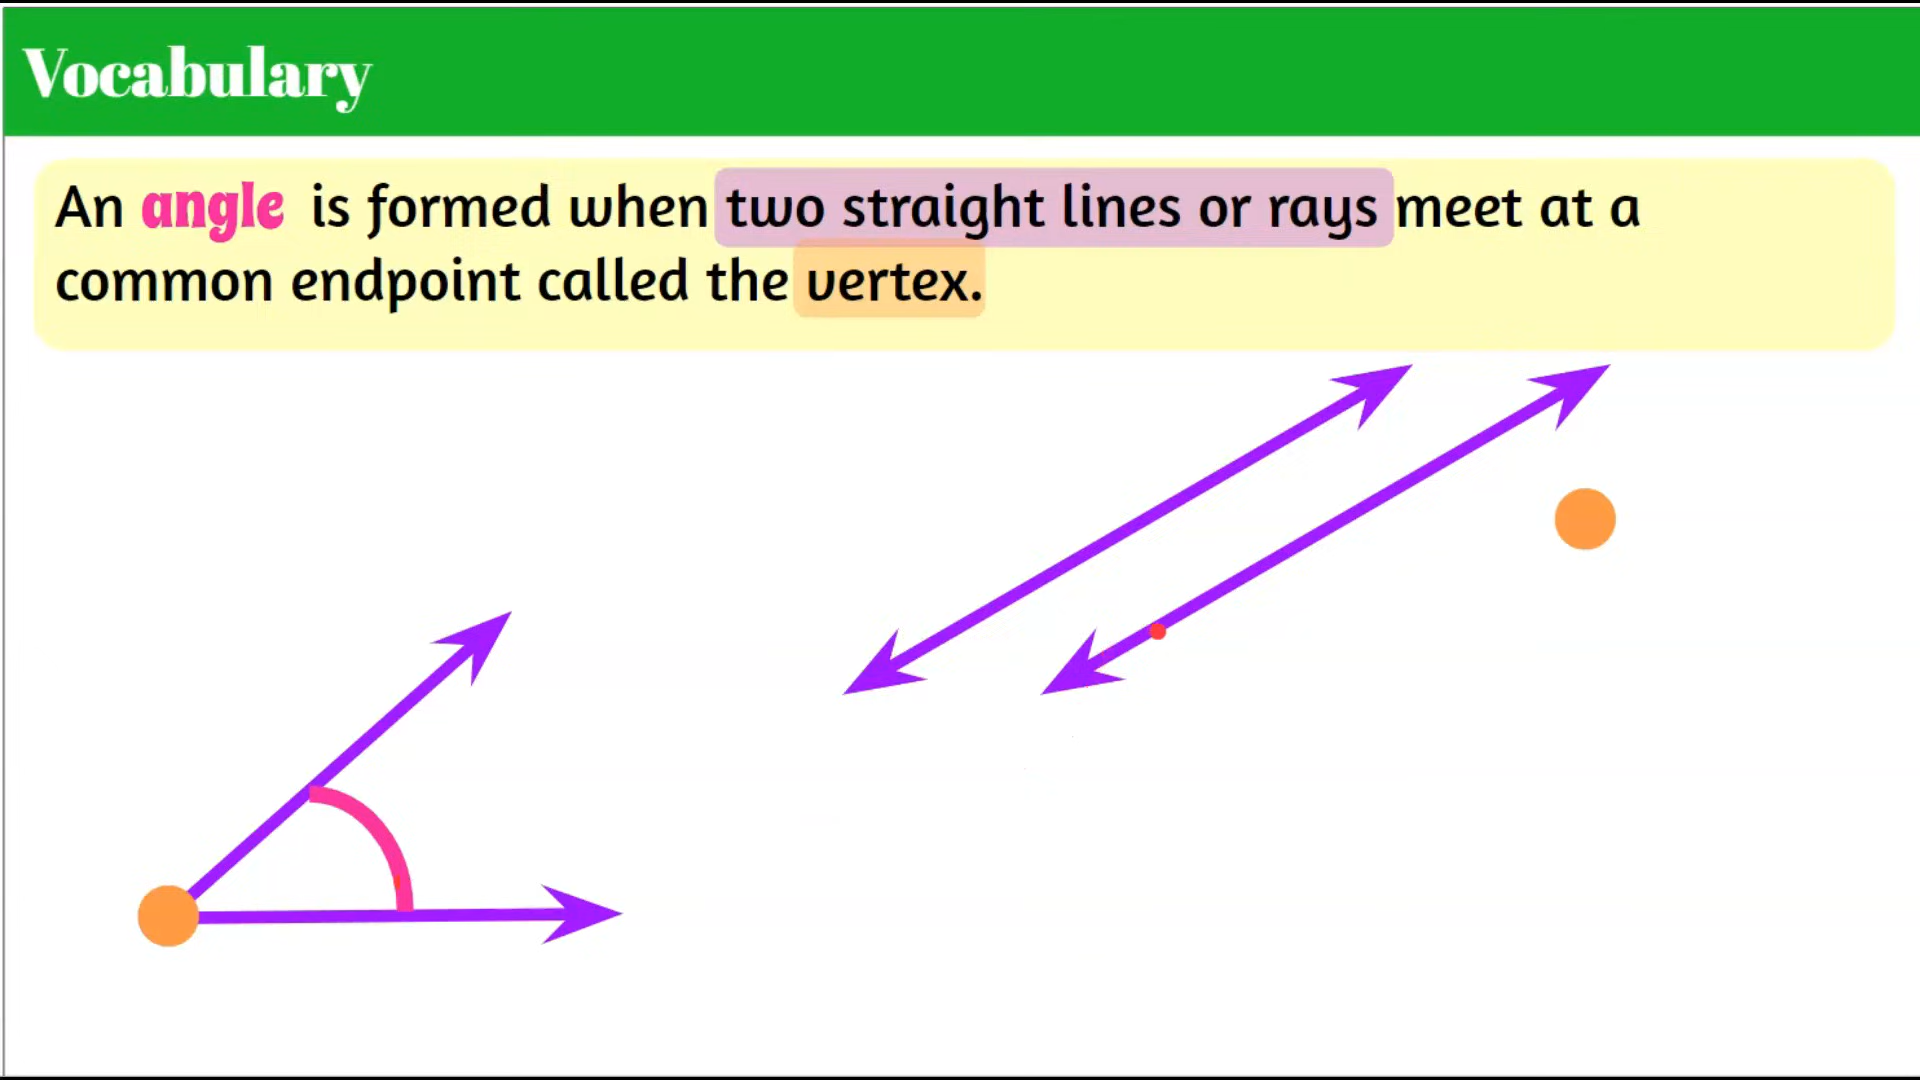 Vocabulary
An angle is formed when two straight lines or rays meet at a
common endpoint called the vertex.